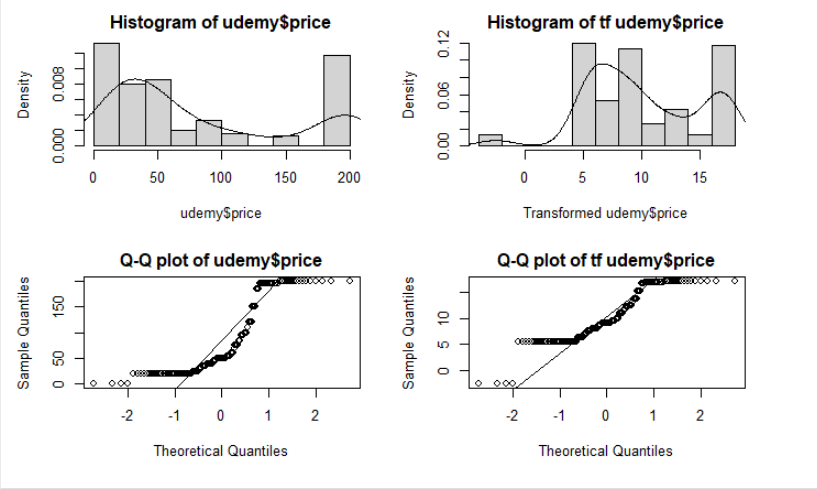 Histogram of udemy$price
Density
0.000 0.008
0 50 100 150 200
udemy$price
Histogram of tf udemy$price
Density
0.00 0.06 0.12
0 5 10 15
Transformed udemy$price
Q-Q plot of udemy$price
Sample Quantiles
0 50 150
-2 -1 0 1 2
Theoretical Quantiles
Q-Q plot of tf udemy$price
Sample Quantiles
0 5 10
-2 -1 0 1 2
Theoretical Quantiles